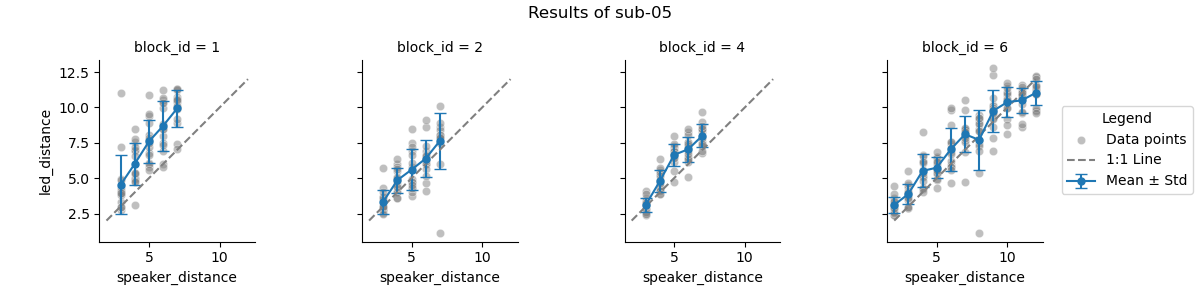 Results of sub-05
block_id = 1
block_id = 2
block_id = 4
block_id = 6
led_distance
12.5
10.0
7.5
5.0
2.5
5 10
5 10
5 10
5 10
speaker_distance
speaker_distance
speaker_distance
speaker_distance
Legend
Data points
1:1 Line
Mean ± Std